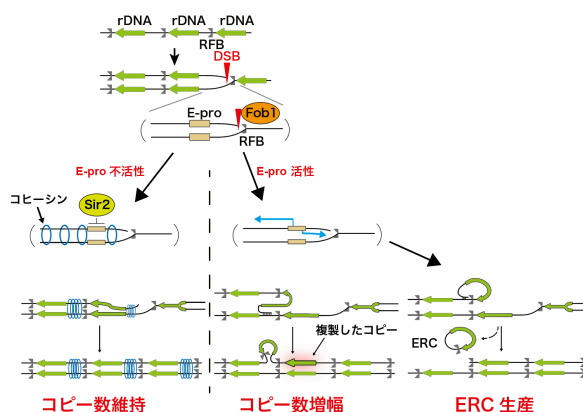 rDNA rDNA rDNA
RFB
DSB
E-pro Fob1
RFB
E-pro 不活性
E-pro 活性
コヒーシン
Sir2
複製したコピー
ERC
コピー数維持
コピー数増幅
ERC 生産